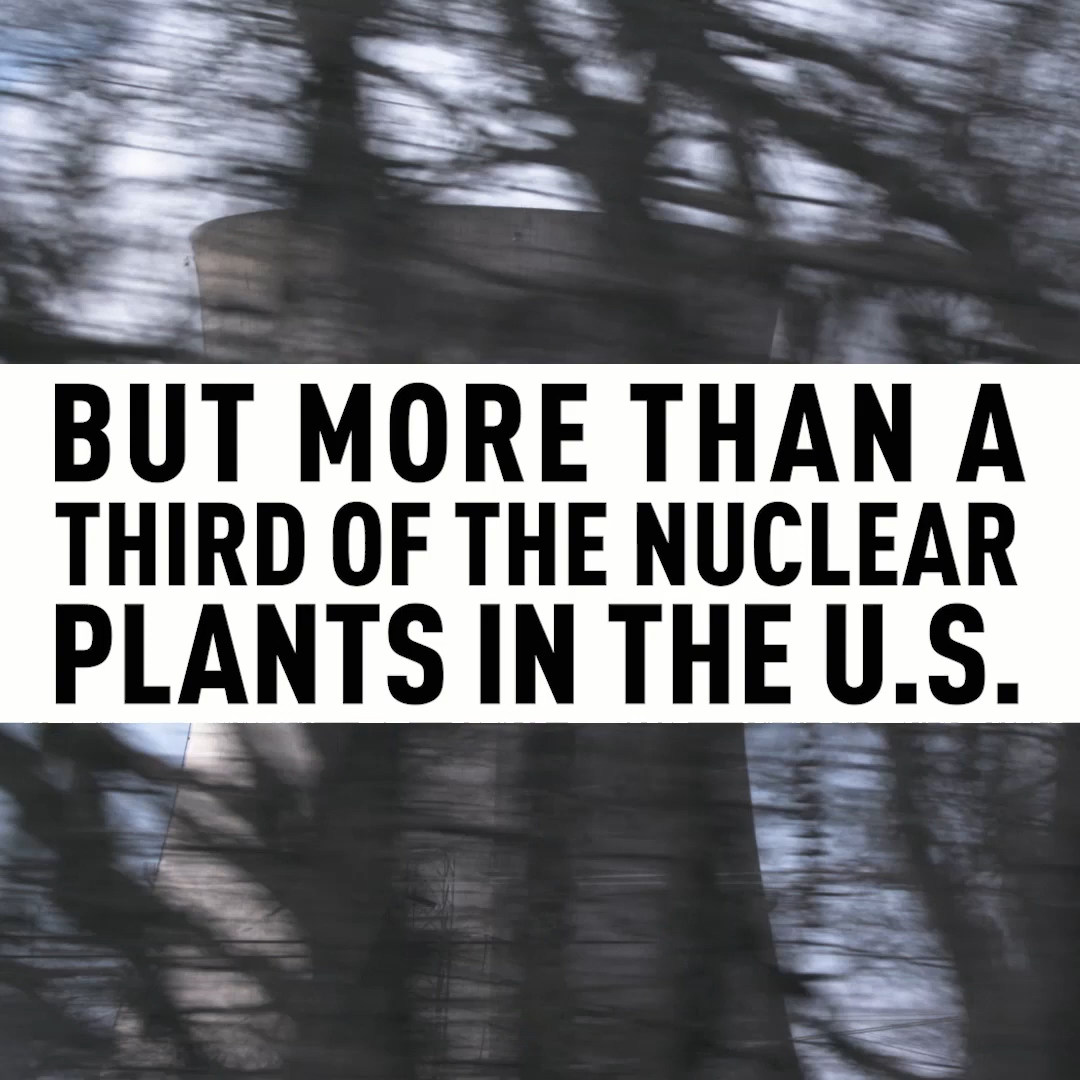 BUT MORE THAN A
THIRD OF THE NUCLEAR
PLANTS IN THE U.S.